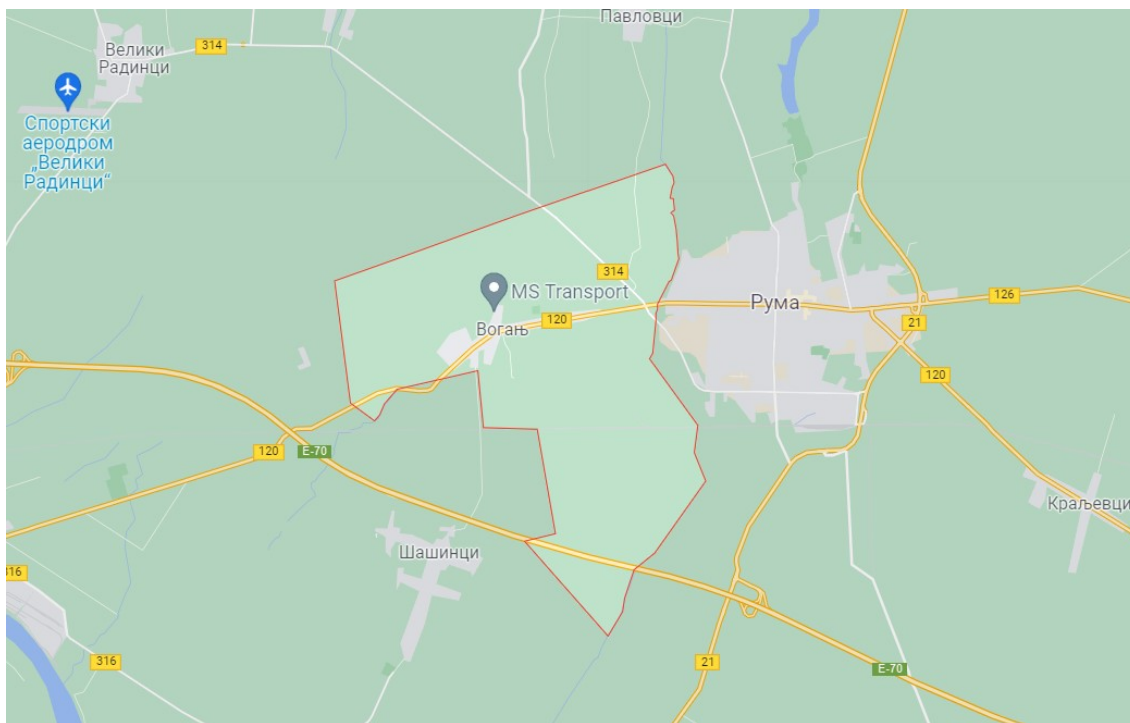 Павловци
314
Велики
Радинци
Спортски
аеродром
„Велики
Радинци“
314
MS Transport
Рума
126
Вогањ
120
21
120
120
E-70
Краљевци
Шашинци
316
316
21
E-70